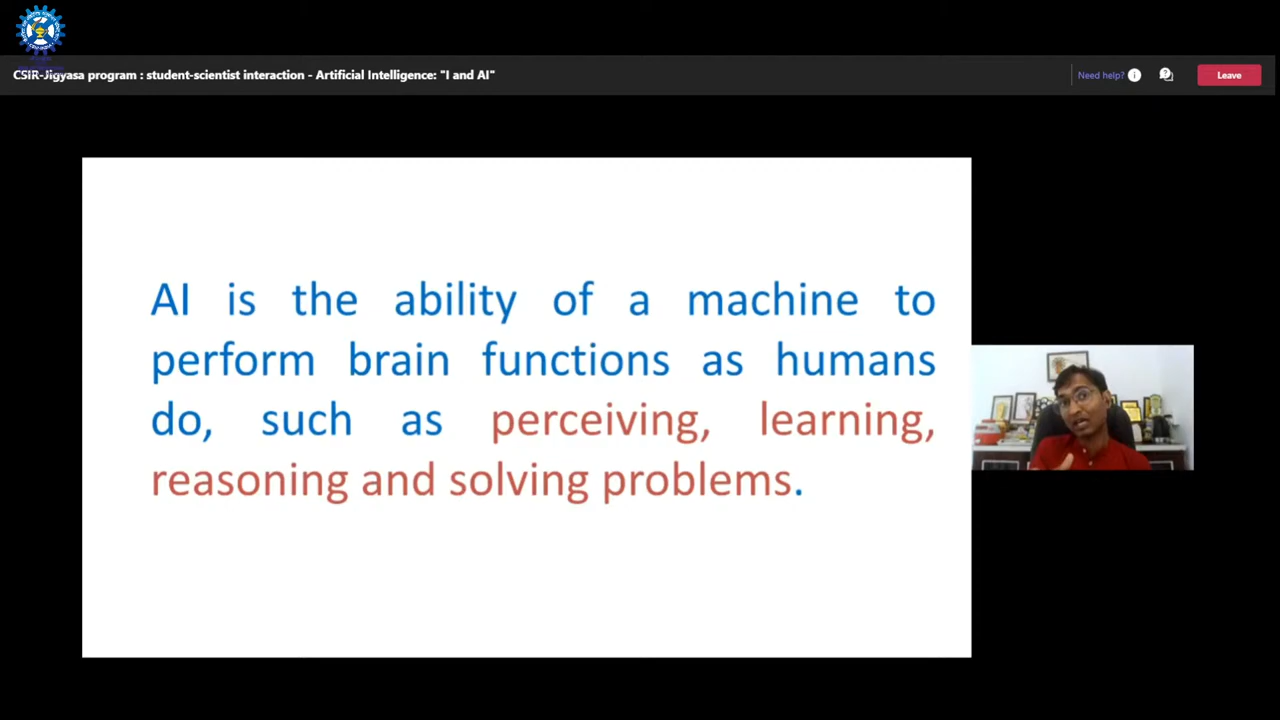 CSIR-Jigyasa program : student-scientist interaction - Artificial Intelligence: "I and AI"
Need help?
Leave
AI is the ability of a machine to
perform brain functions as humans
do, such as perceiving, learning,
reasoning and solving problems.